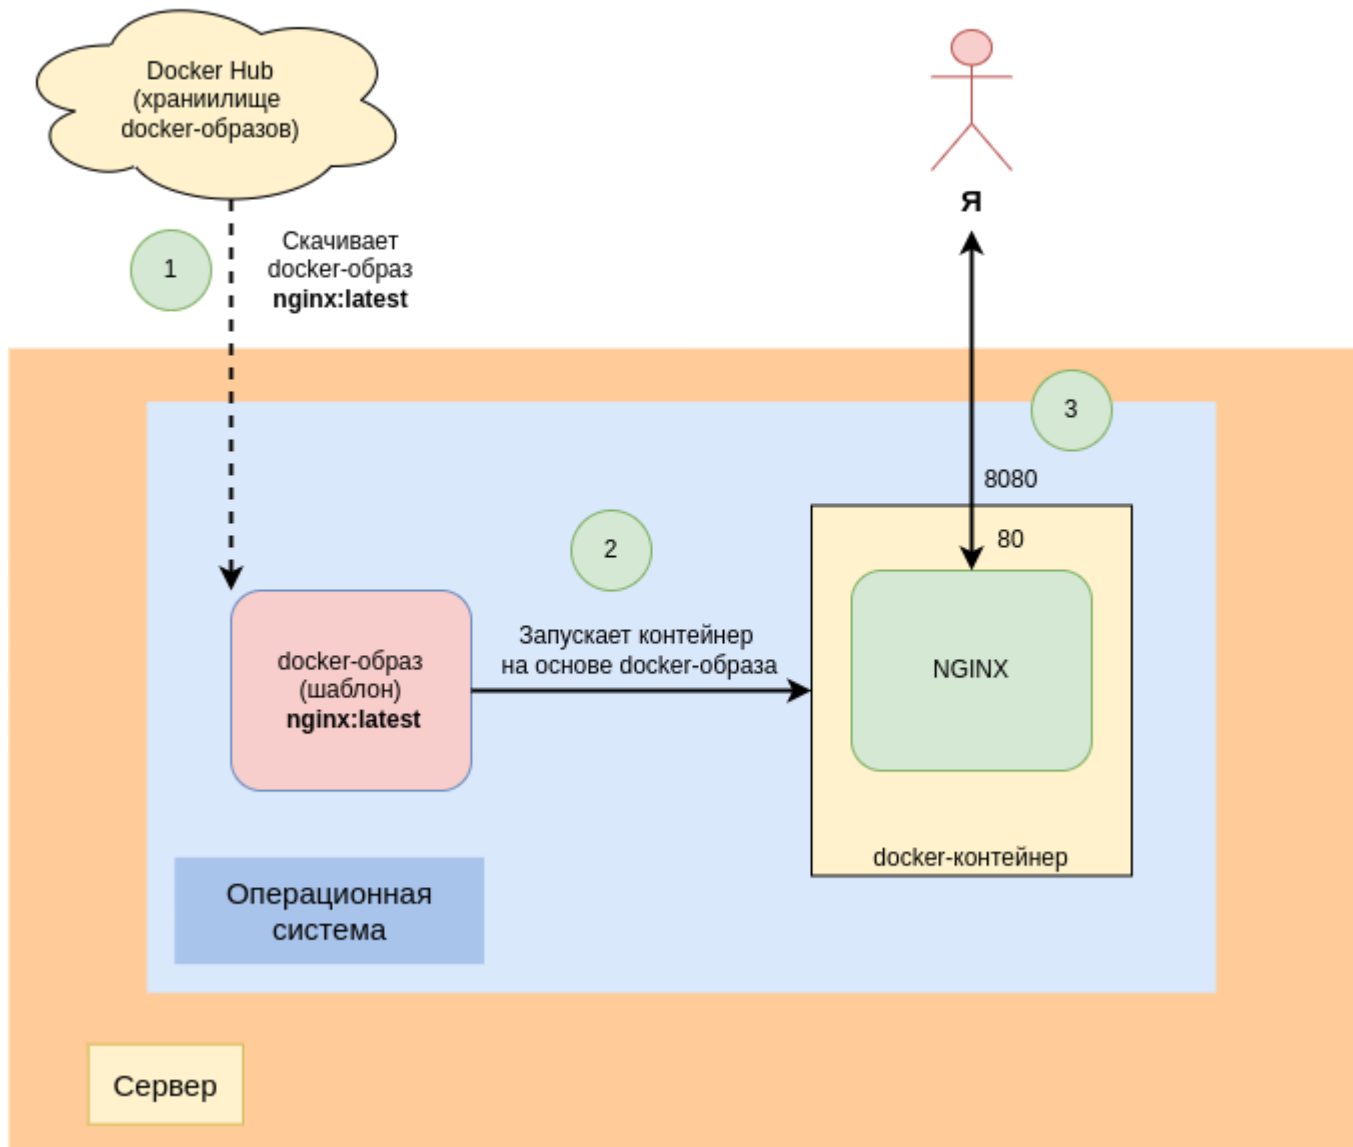 Docker Hub
(храниилище
docker-образов)
Я
1
Скачивает
docker-образ
nginx:latest
3
8080
80
2
Запускает контейнер
на основе docker-образа
docker-образ
(шаблон)
nginx:latest
NGINX
docker-контейнер
Операционная
система
Сервер